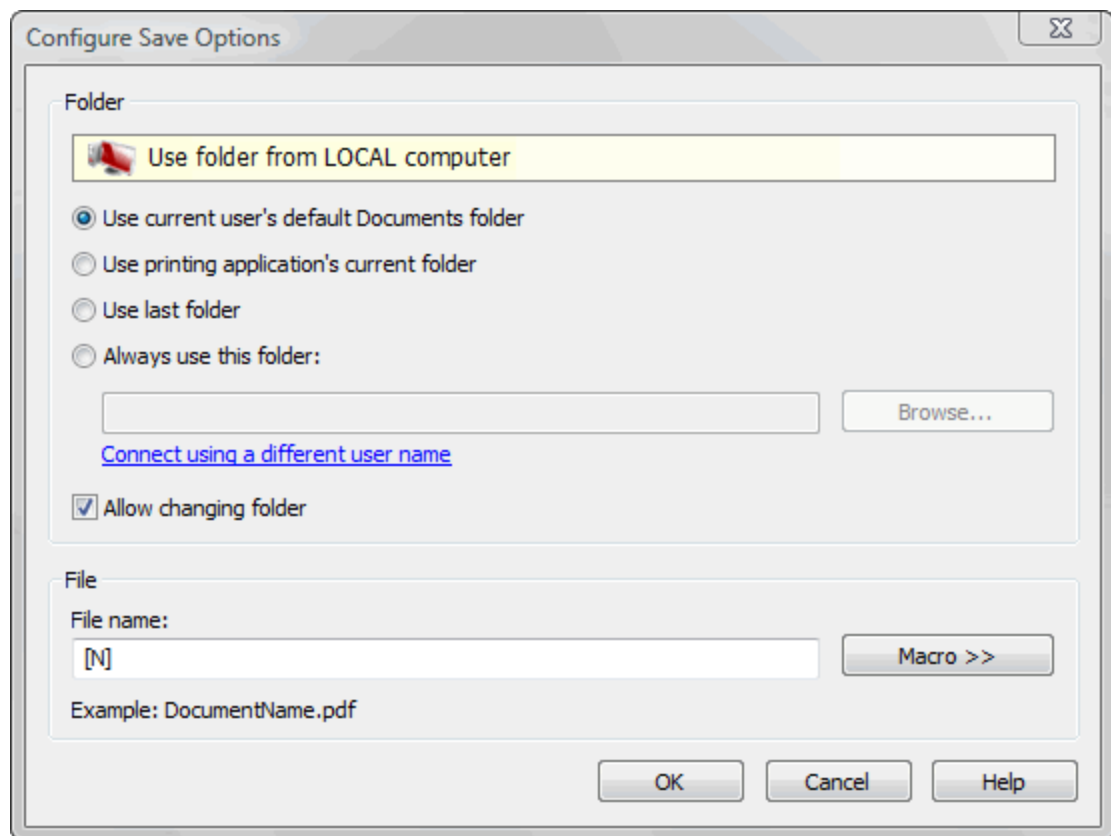 Configure Save Options
Folder
Use folder from LOCAL computer
Use current user's default Documents folder
Use printing application's current folder
Use last folder
Always use this folder:
Browse...
Connect using a different user name
Allow changing folder
File
File name:
[N]
Macro >>
Example: DocumentName.pdf
OK Cancel Help